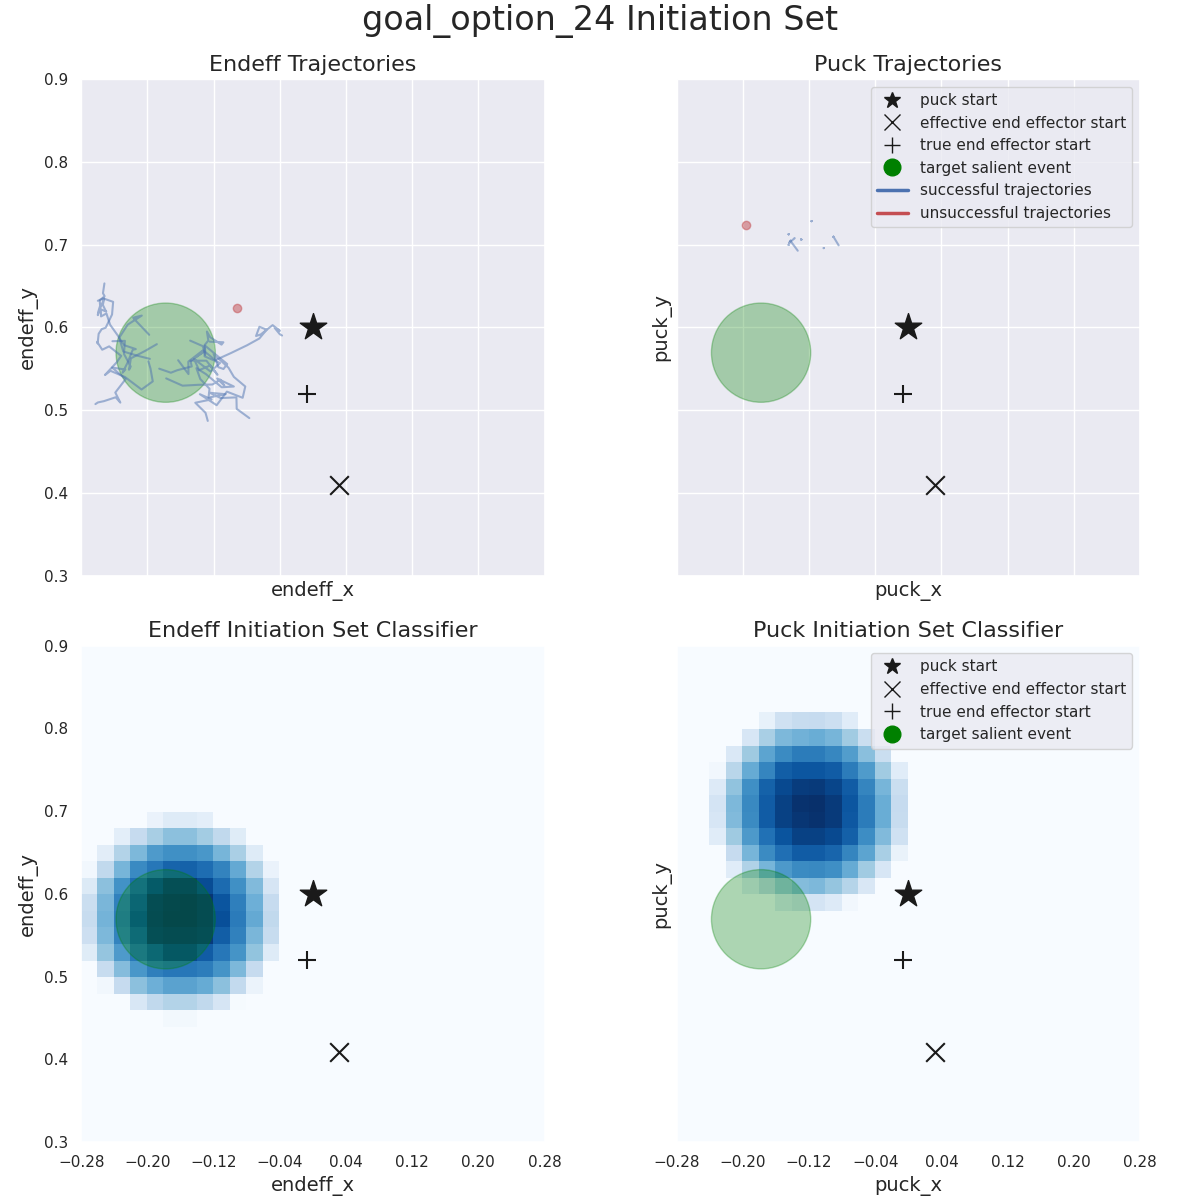 goal_option_24 Initiation Set
Endeff Trajectories
Puck Trajectories
0.9
0.8
0.7
0.6
0.5
0.4
0.3
endeff_y
endeff_x
puck_y
puck_x
puck start
effective end effector start
true end effector start
target salient event
successful trajectories
unsuccessful trajectories
Endeff Initiation Set Classifier
Puck Initiation Set Classifier
0.9
0.8
0.7
0.6
0.5
0.4
0.3
endeff_y
−0.28 −0.20 −0.12 −0.04 0.04 0.12 0.20 0.28
endeff_x
puck_y
puck start
effective end effector start
true end effector start
target salient event
−0.28 −0.20 −0.12 −0.04 0.04 0.12 0.20 0.28
puck_x